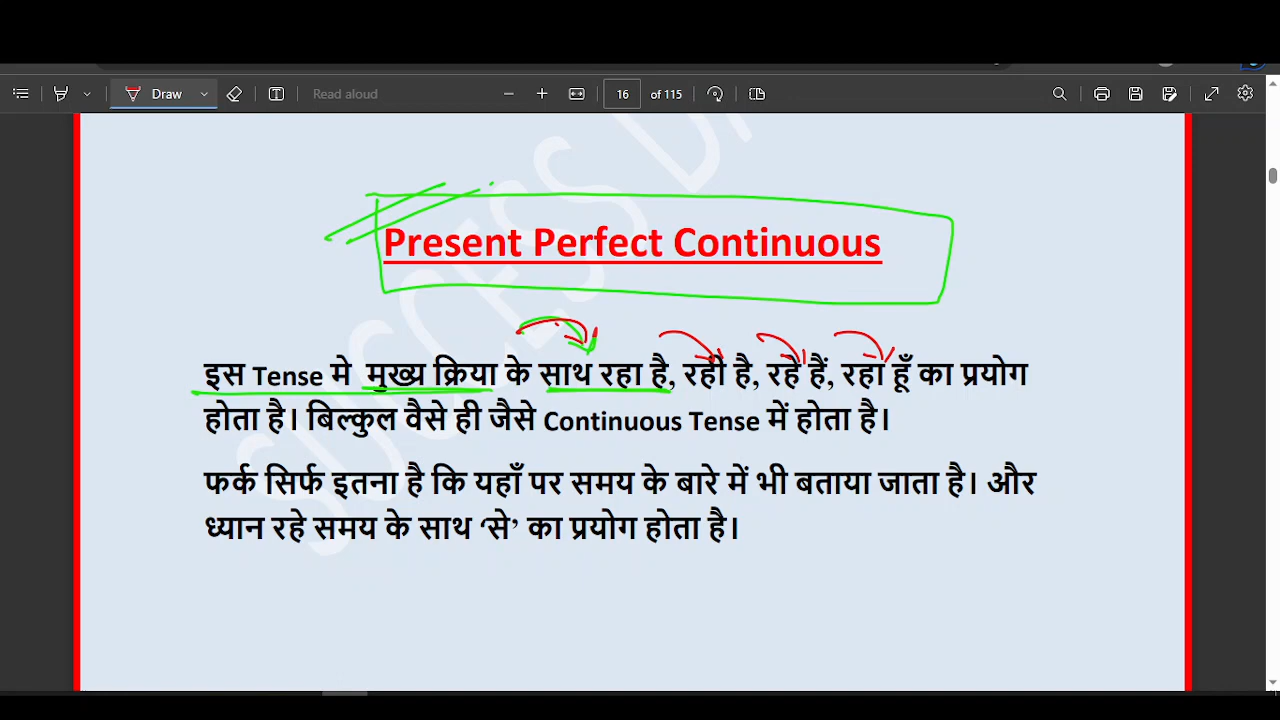 Draw
Read aloud
16 of 115
Present Perfect Continuous
इस Tense मे मुख्य क्रिया के साथ रहा है, रही है, रहे हैं, रहा हूँ का प्रयोग
होता है। बिल्कुल वैसे ही जैसे Continuous Tense में होता है।
फर्क सिर्फ इतना है कि यहाँ पर समय के बारे में भी बताया जाता है। और
ध्यान रहे समय के साथ ‘से’ का प्रयोग होता है।